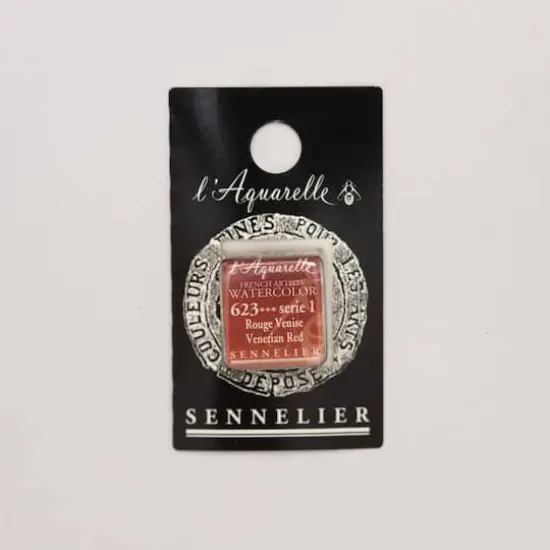 l'Aquarelle
COULEURS FINES POUR LES ARTS
l'Aquarelle
FRENCH ARTISTS'
WATERCOLOR
623*** serie 1
Rouge Venise
Venetian Red
SENNELIER
DÉPOSÉ
SENNELIER